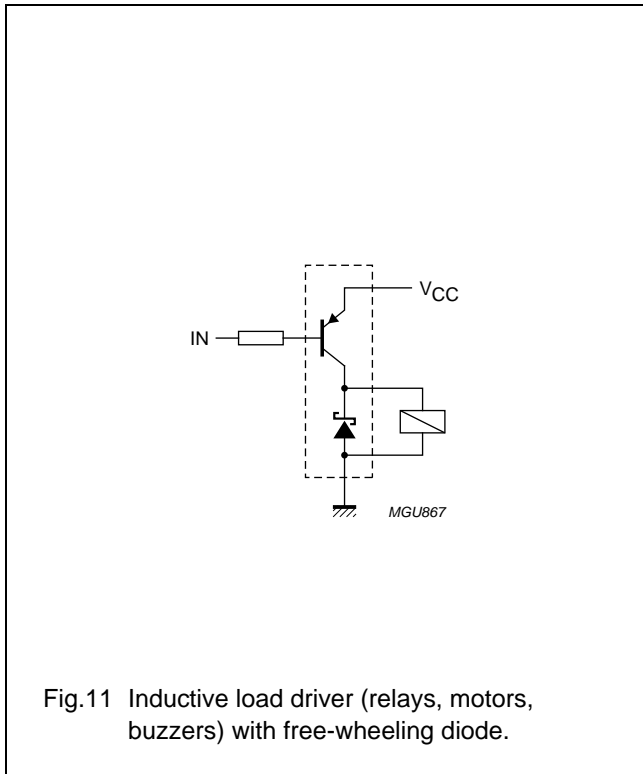 VCC
IN
MGU867
Fig.11 Inductive load driver (relays, motors,
buzzers) with free-wheeling diode.